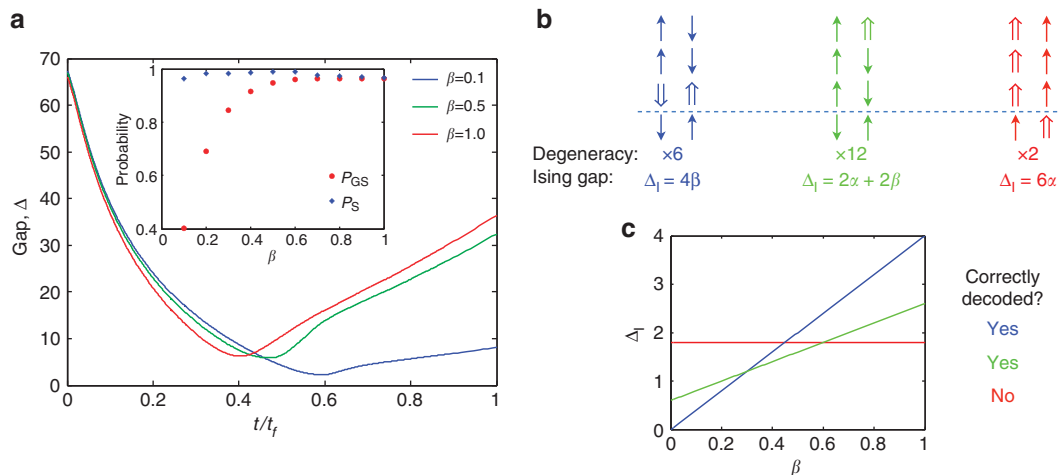 a
70
60
50
40
30
20
10
0
Gap, Δ
0
0.2
0.4
0.6
0.8
1
t/t_f
1
0.8
0.6
0.4
Probability
0.2
0.4
0.6
0.8
1
β
P_GS
P_S
β=0.1
β=0.5
β=1.0
b
Degeneracy: ×6 ×12 ×2
Ising gap: Δ_I = 4β Δ_I = 2α + 2β Δ_I = 6α
c
4
3
2
1
0
Δ_I
0
0.2
0.4
0.6
0.8
1
β
Correctly
decoded?
Yes
Yes
No